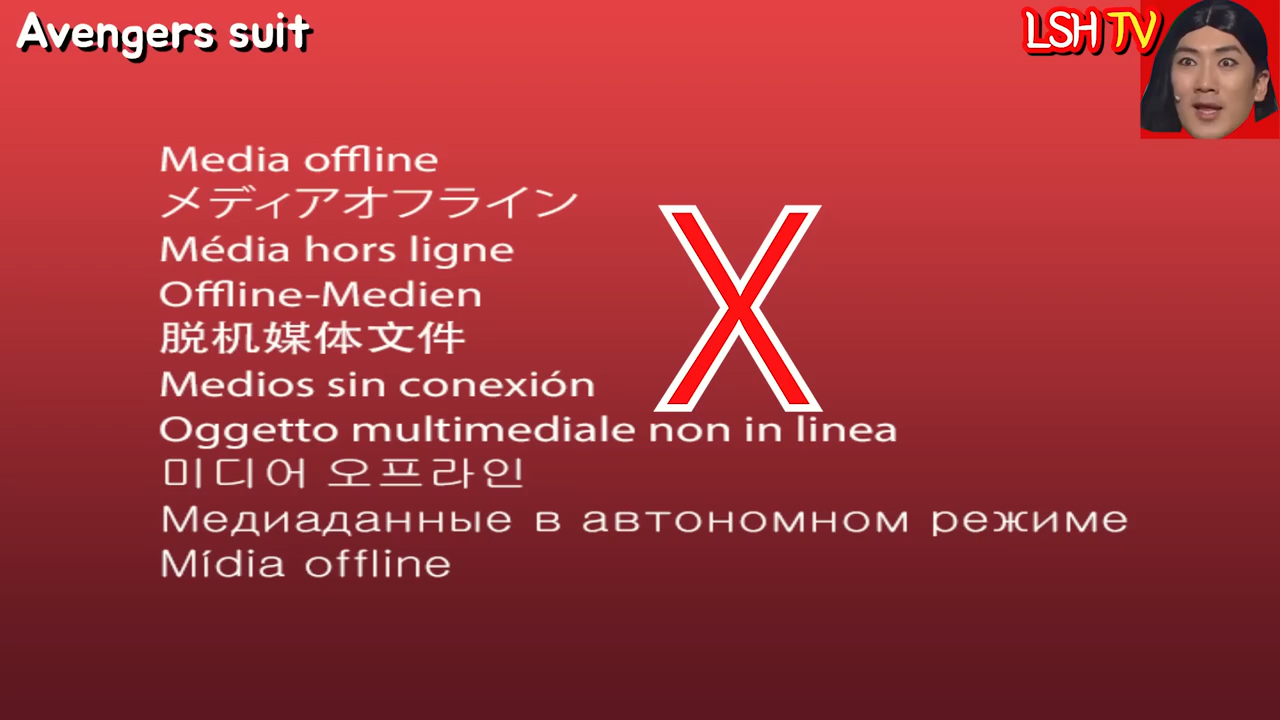 Avengers suit
LSH TV
Media offline
メディアオフライン
Média hors ligne
Offline-Medien
脱机媒体文件
X
Medios sin conexión
Oggetto multimediale non in linea
미디어 오프라인
Медиаданные в автономном режиме
Mídia offline